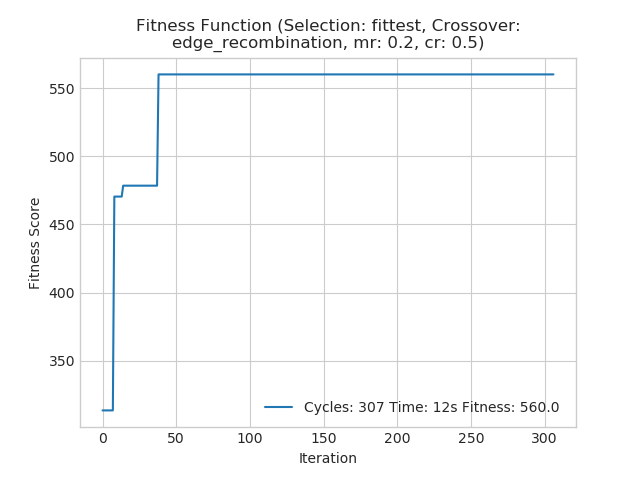 Fitness Function (Selection: fittest, Crossover:
edge_recombination, mr: 0.2, cr: 0.5)
550
500
450
400
350
Fitness Score
Cycles: 307 Time: 12s Fitness: 560.0
0 50 100 150 200 250 300
Iteration